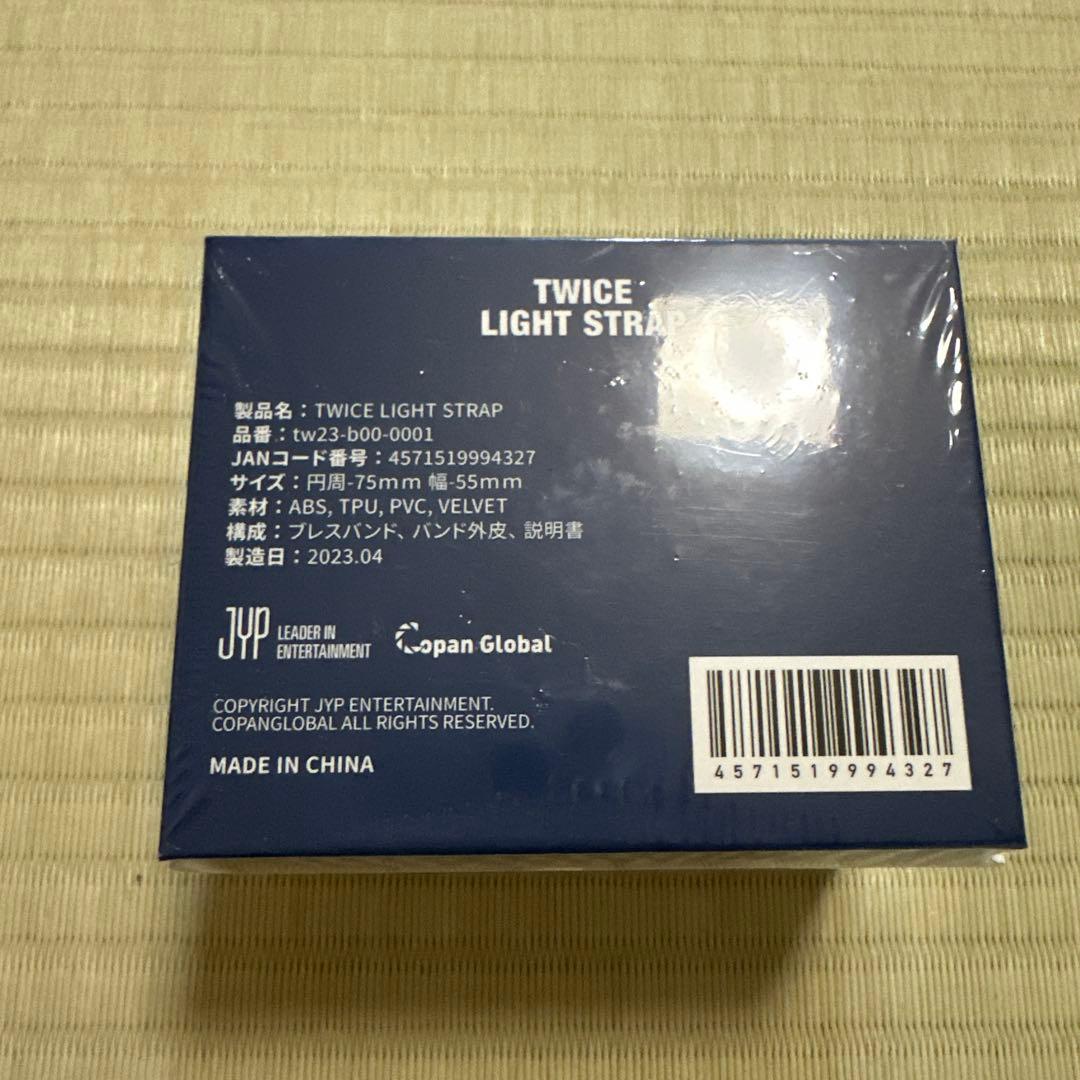 TWICE
LIGHT STRAP
製品名：TWICE LIGHT STRAP
品番：tw23-b00-0001
JANコード番号：4571519994327
サイズ：円周-75mm 幅-55mm
素材：ABS, TPU, PVC, VELVET
構成：ブレスバンド、バンド外皮、説明書
製造日：2023.04
JYP LEADER IN
ENTERTAINMENT
Copan Global
COPYRIGHT JYP ENTERTAINMENT.
COPANGLOBAL ALL RIGHTS RESERVED.
MADE IN CHINA
4571519994327